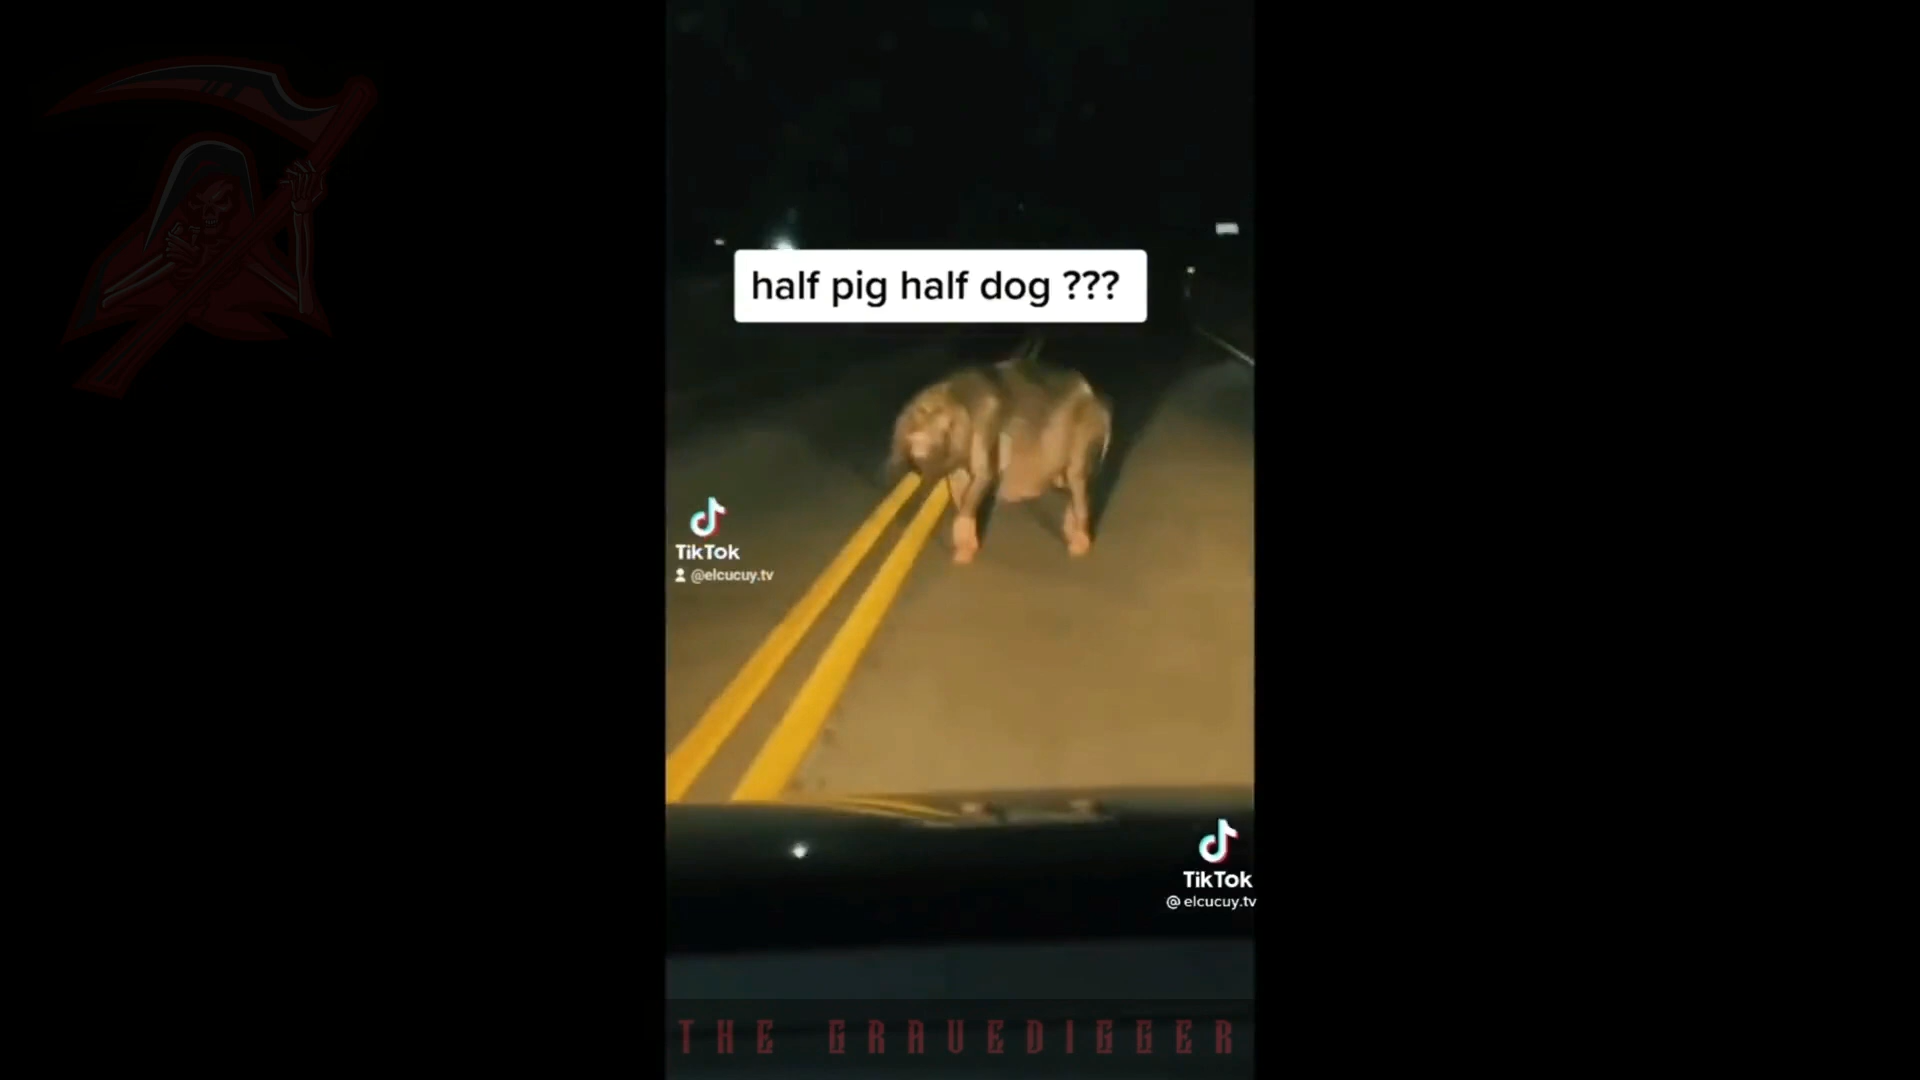 half pig half dog ???
TikTok
@elcucuy.tv
TikTok
@elcucuy.tv
THE GRAVEDIGGER